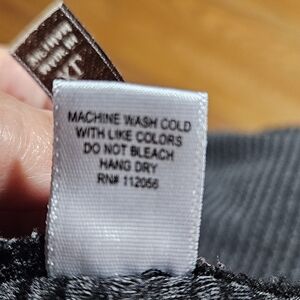 MACHINE WASH COLD
WITH LIKE COLORS
DO NOT BLEACH
HANG DRY
RN# 112056